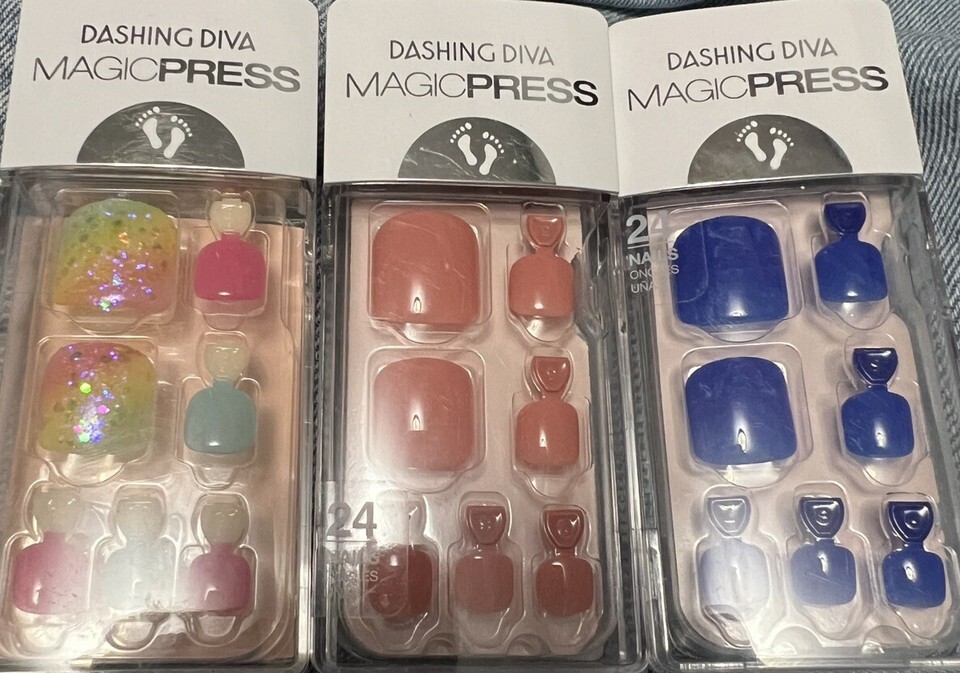 DASHING DIVA
MAGICPRESS
DASHING DIVA
MAGICPRESS
24
DASHING DIVA
MAGICPRESS
24
NAILS
ONGLES
UÑAS